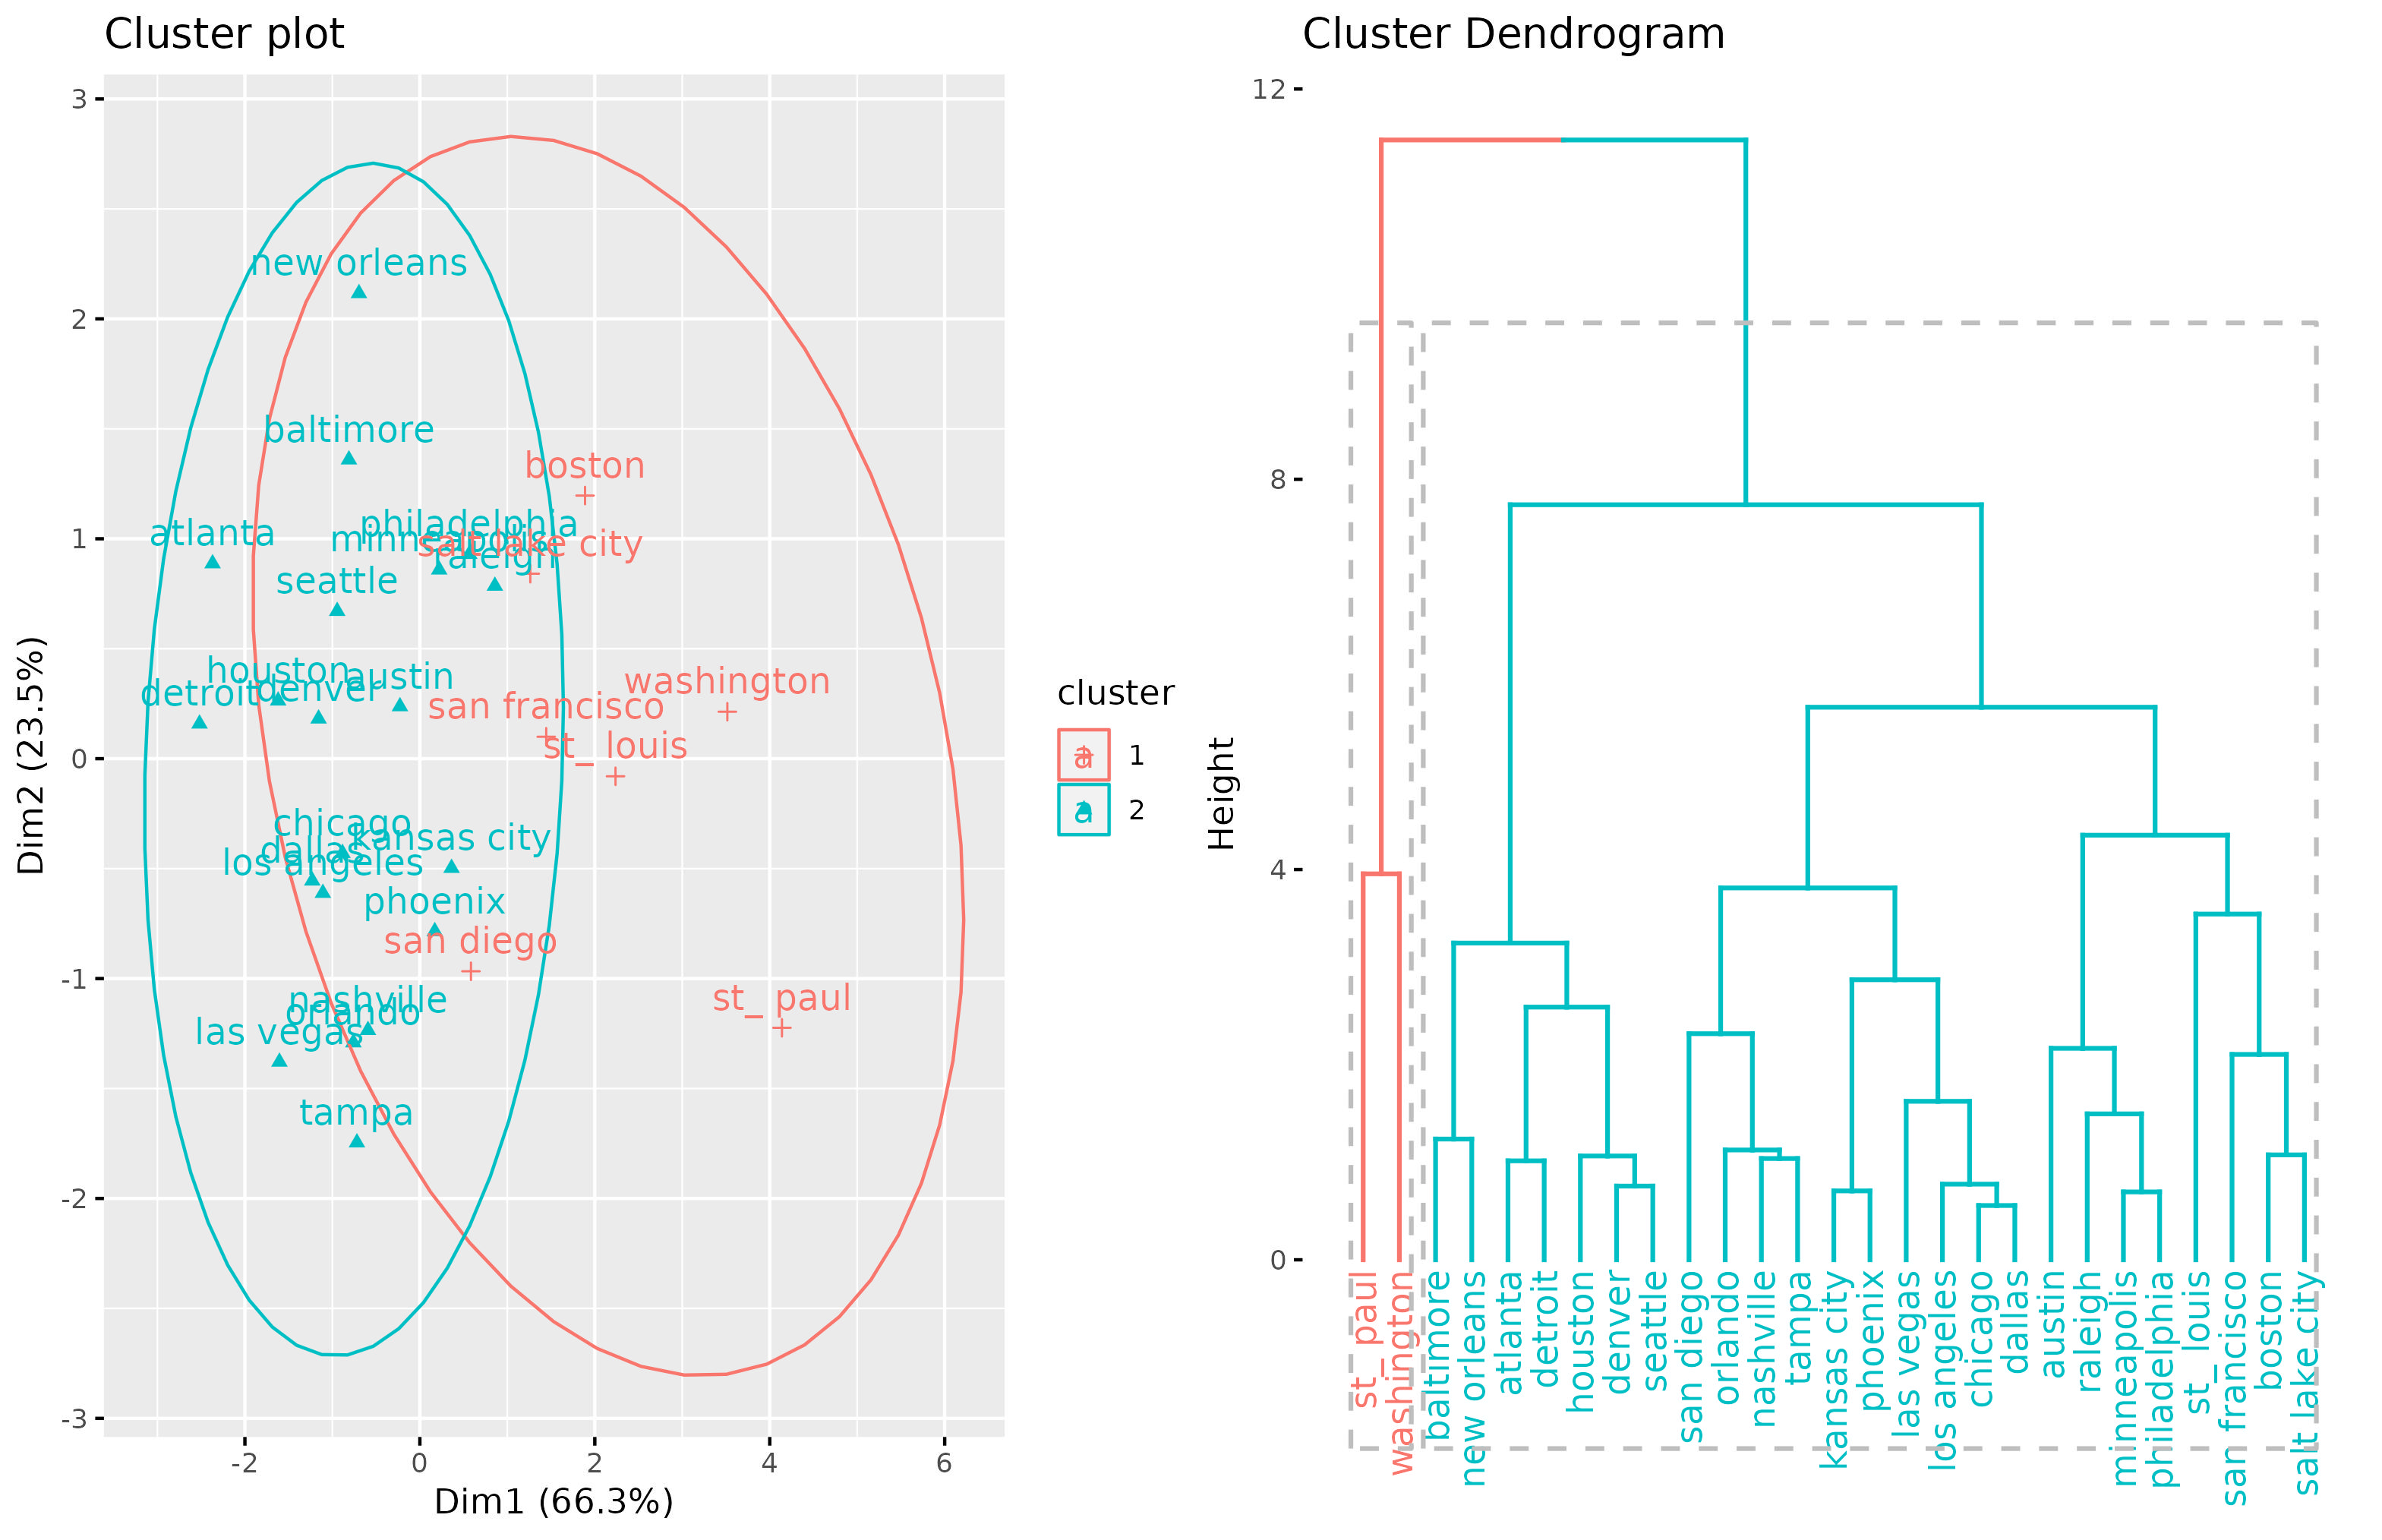 Cluster plot
3
2
1
0
-1
-2
-3
Dim2 (23.5%)
new orleans
baltimore
boston
philadelphia
atlanta
minneapolis
salt lake city
raleigh
seattle
houston
austin
washington
detroit
denver
san francisco
st_ louis
chicago
kansas city
dallas
los angeles
phoenix
san diego
nashville
st_ paul
orlando
las vegas
tampa
-2
0
2
4
6
Dim1 (66.3%)
cluster
a 1
a 2
Cluster Dendrogram
12
8
4
0
Height
st_ paul
washington
baltimore
new orleans
atlanta
detroit
houston
denver
seattle
san diego
orlando
nashville
tampa
kansas city
phoenix
las vegas
los angeles
chicago
dallas
austin
raleigh
minneapolis
philadelphia
st_ louis
san francisco
boston
salt lake city